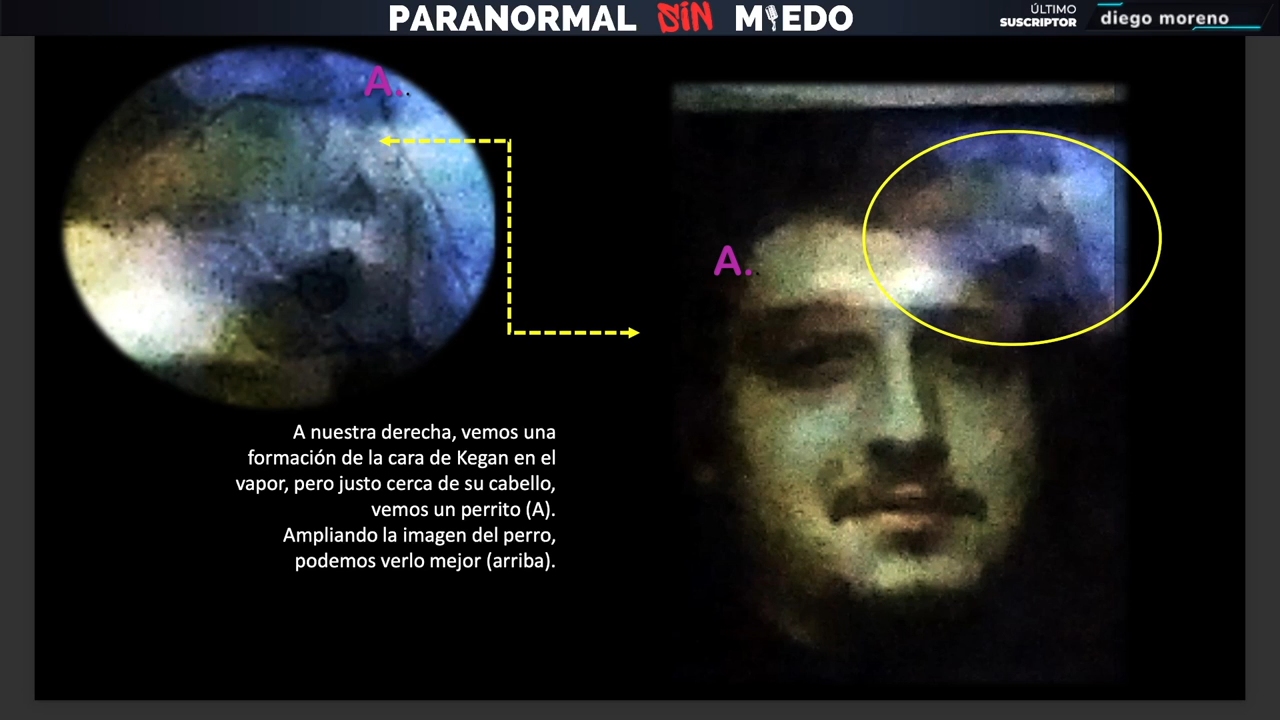 PARANORMAL SiN MIEDO
ÚLTIMO
SUSCRIPTOR
diego moreno
A.
A.
A nuestra derecha, vemos una
formación de la cara de Kegan en el
vapor, pero justo cerca de su cabello,
vemos un perrito (A).
Ampliando la imagen del perro,
podemos verlo mejor (arriba).